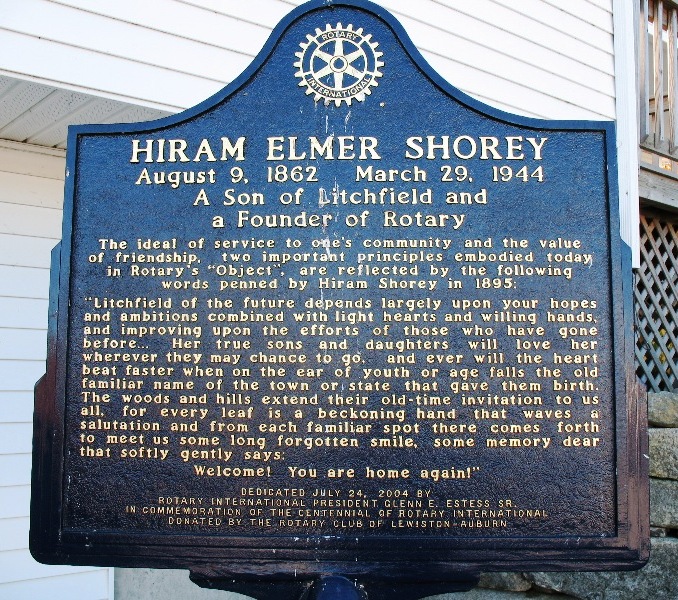 ROTARY
INTERNATIONAL
HIRAM ELMER SHOREY
August 9, 1862 March 29, 1944
A Son of Litchfield and
a Founder of Rotary
The ideal of service to one's community and the value
of friendship, two important principles embodied today
in Rotary's "Object", are reflected by the following
words penned by Hiram Shorey in 1895:
"Litchfield of the future depends largely upon your hopes
and ambitions combined with light hearts and willing hands,
and improving upon the efforts of those who have gone
before... Her true sons and daughters will love her
wherever they may chance to go, and ever will the heart
beat faster when on the ear of youth or age falls the old
familiar name of the town or state that gave them birth.
The woods and hills extend their old-time invitation to us
all, for every leaf is a beckoning hand that waves a
salutation and from each familiar spot there comes forth
to meet us some long forgotten smile, some memory dear
that softly gently says:
Welcome! You are home again!"
DEDICATED JULY 24, 2004 BY
ROTARY INTERNATIONAL PRESIDENT GLENN E. ESTESS SR.
IN COMMEMORATION OF THE CENTENNIAL OF ROTARY INTERNATIONAL
DONATED BY THE ROTARY CLUB OF LEWISTON-AUBURN